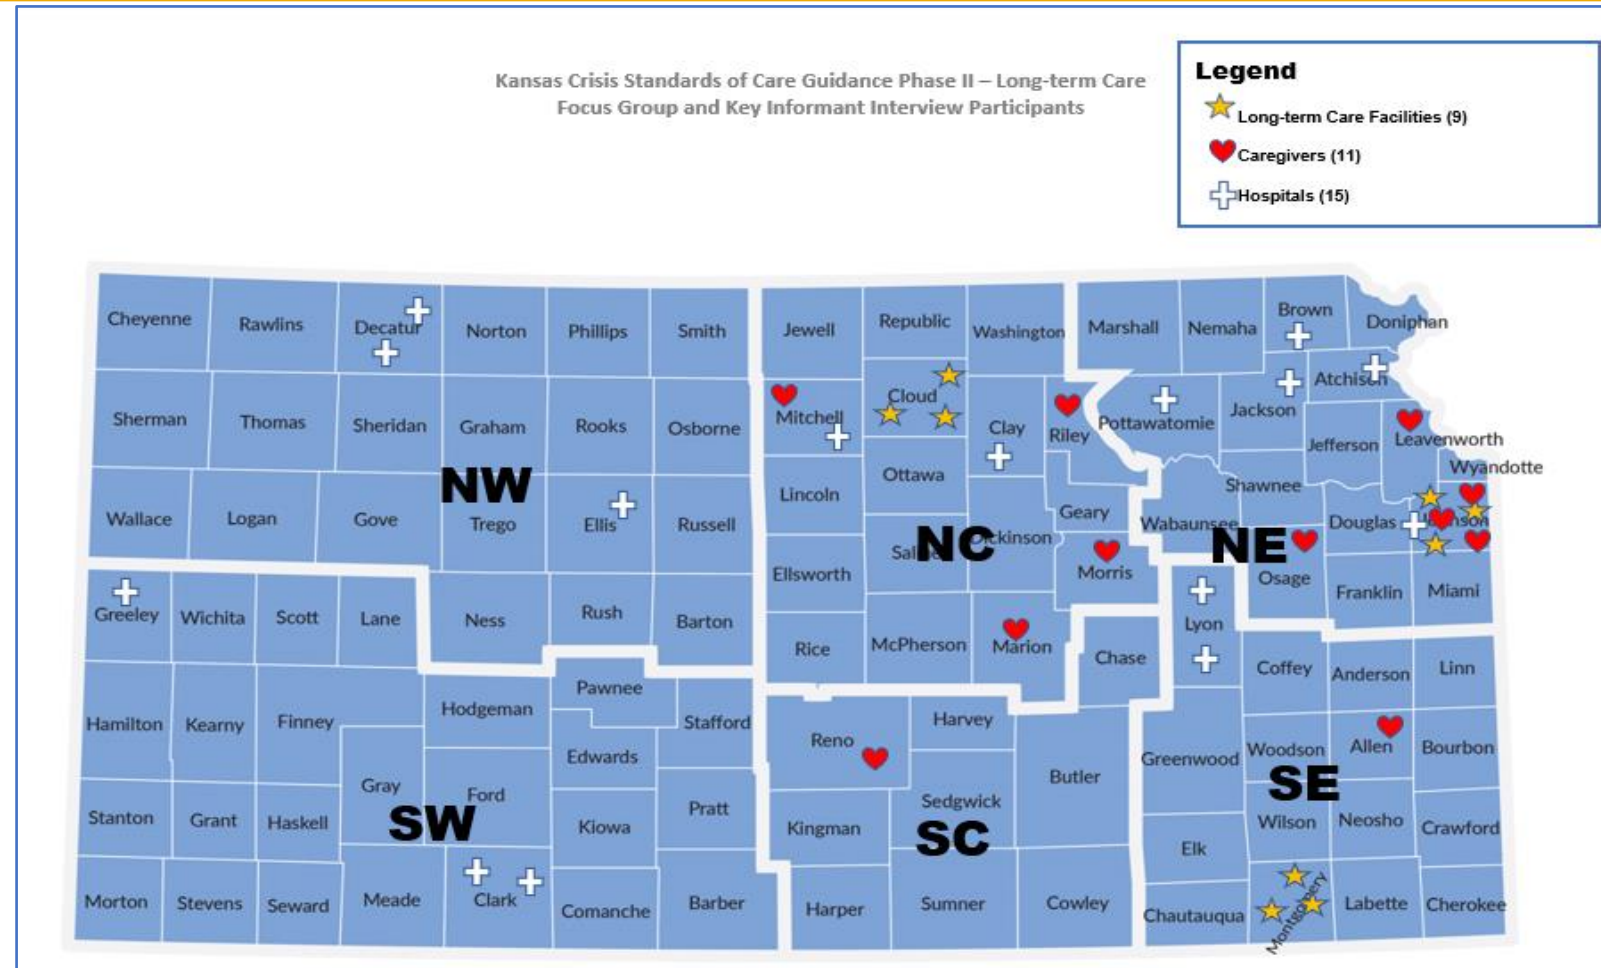 Kansas Crisis Standards of Care Guidance Phase II – Long-term Care
Focus Group and Key Informant Interview Participants
Legend
Long-term Care Facilities (9)
Caregivers (11)
Hospitals (15)
Cheyenne
Rawlins
Decatur
Norton
Phillips
Smith
Jewell
Republic
Washington
Marshall
Nemaha
Brown
Doniphan
Sherman
Thomas
Sheridan
Graham
Rooks
Osborne
Mitchell
Cloud
Clay
Riley
Pottawatomie
Jackson
Atchison
Jefferson
Leavenworth
Wyandotte
Wallace
Logan
Gove
NW
Trego
Ellis
Russell
Lincoln
Ottawa
Geary
Wabaunsee
Shawnee
Douglas
Ellsworth
NC
Dickinson
Morris
NE
Osage
Franklin
Miami
Greeley
Wichita
Scott
Lane
Ness
Rush
Barton
Rice
McPherson
Marion
Chase
Lyon
Coffey
Anderson
Linn
Hamilton
Kearny
Finney
Hodgeman
Pawnee
Stafford
Edwards
Reno
Harvey
Butler
Greenwood
Woodson
Allen
Bourbon
Stanton
Grant
Haskell
Gray
Ford
SW
Kiowa
Pratt
Kingman
Sedgwick
SC
SE
Wilson
Neosho
Crawford
Elk
Morton
Stevens
Seward
Meade
Clark
Comanche
Barber
Harper
Sumner
Cowley
Chautauqua
Montgomery
Labette
Cherokee